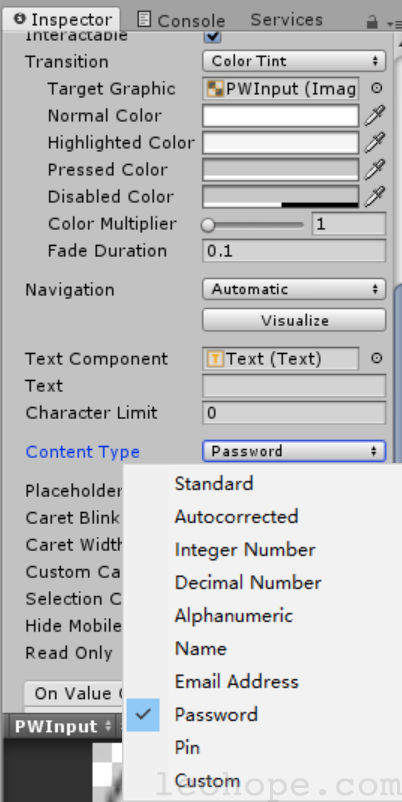 Inspector Console Services
Interactable
Transition Color Tint
Target Graphic PWInput (Imag
Normal Color
Highlighted Color
Pressed Color
Disabled Color
Color Multiplier 1
Fade Duration 0.1
Navigation Automatic
Visualize
Text Component T Text (Text)
Text
Character Limit 0
Content Type Password
Standard
Placeholder
Autocorrected
Caret Blink
Integer Number
Caret Width
Decimal Number
Custom Ca
Selection C
Alphanumeric
Hide Mobile
Name
Read Only
Email Address
On Value
Password
PWInput
Pin
Custom
leohope.com